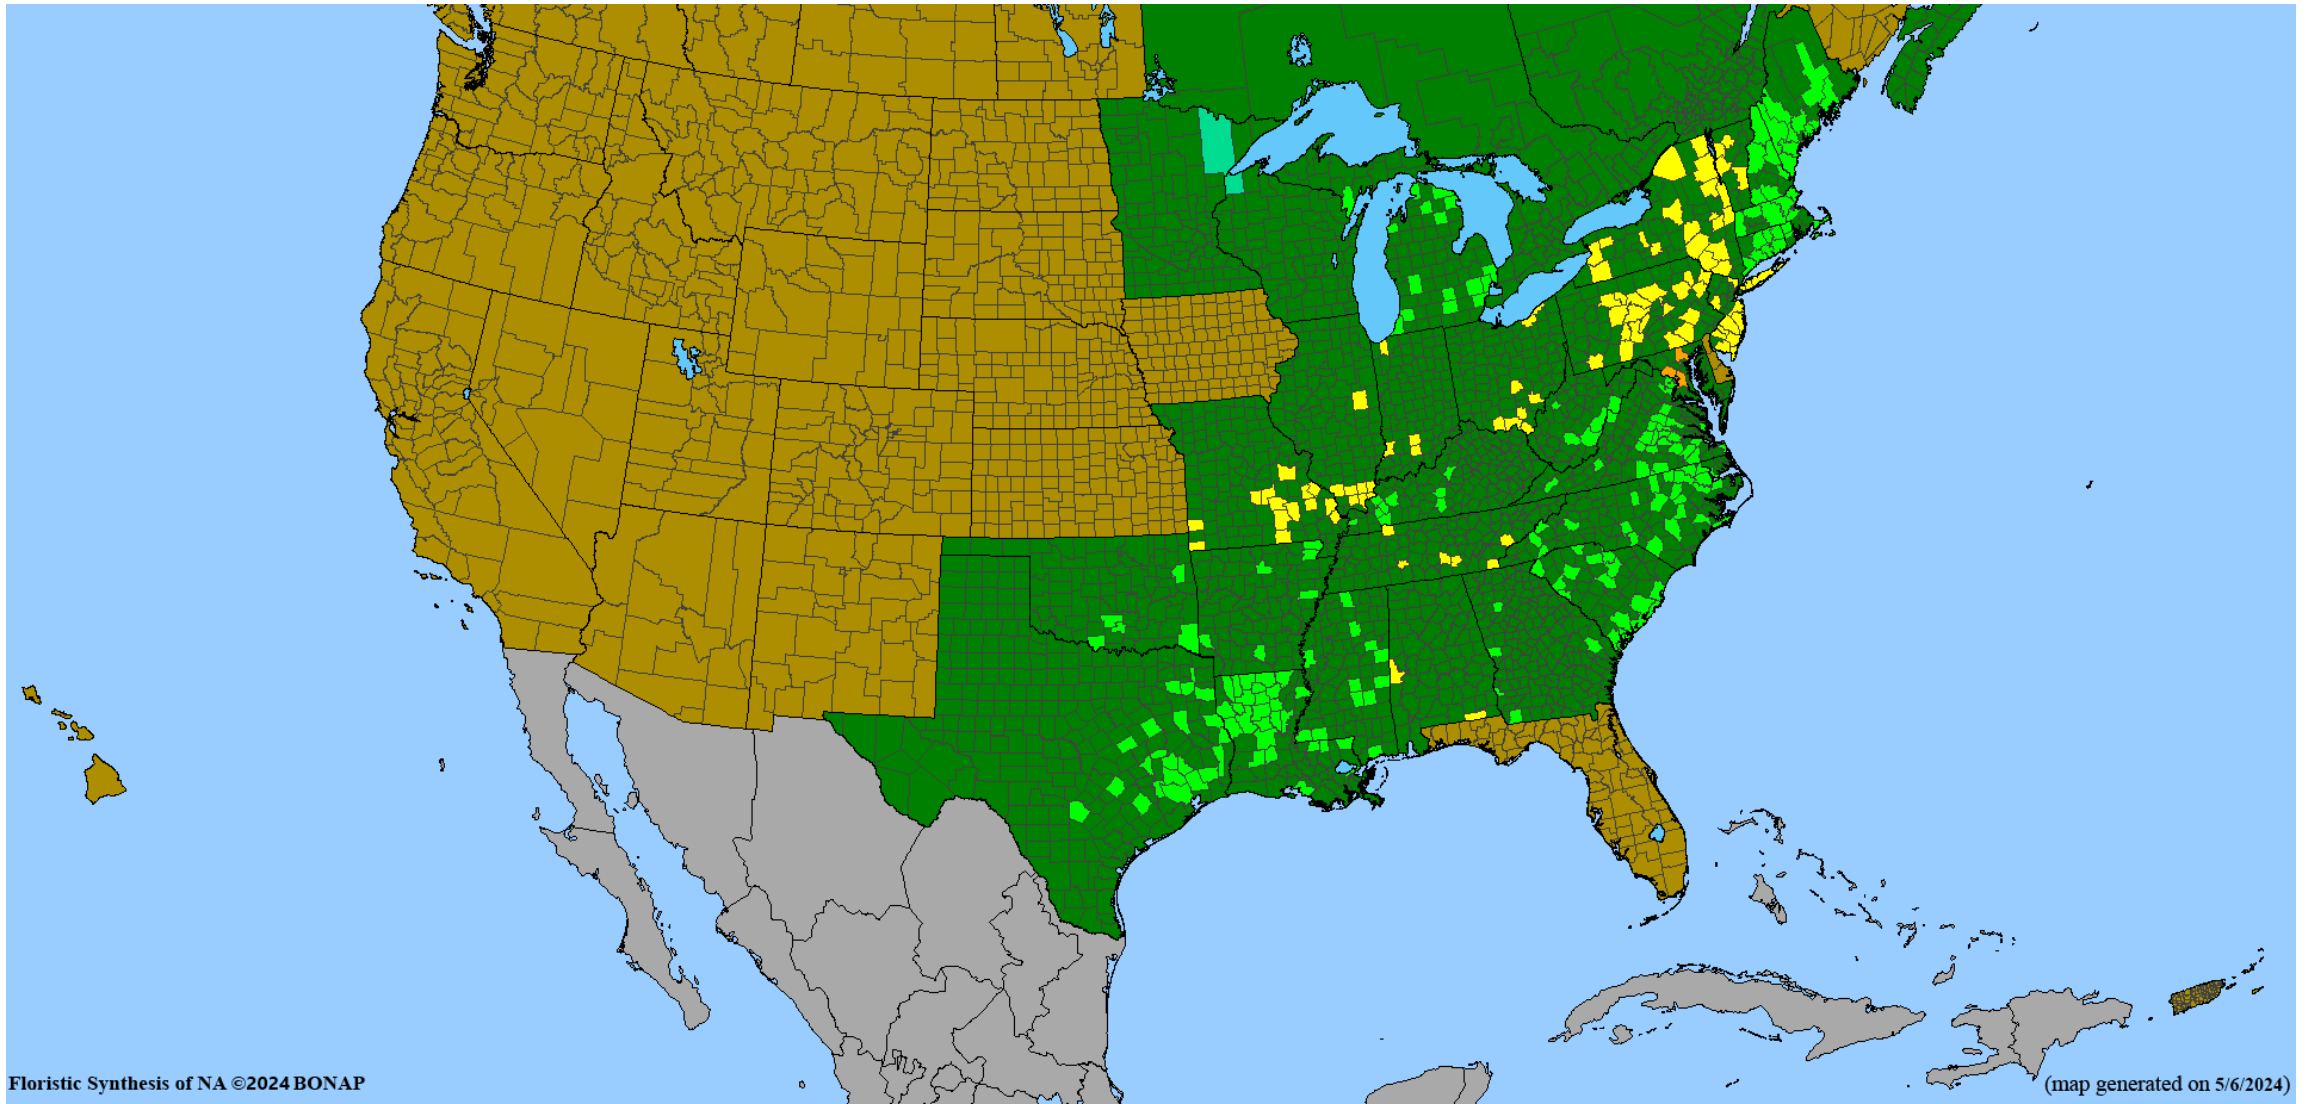 Floristic Synthesis of NA ©2024 BONAP
(map generated on 5/6/2024)